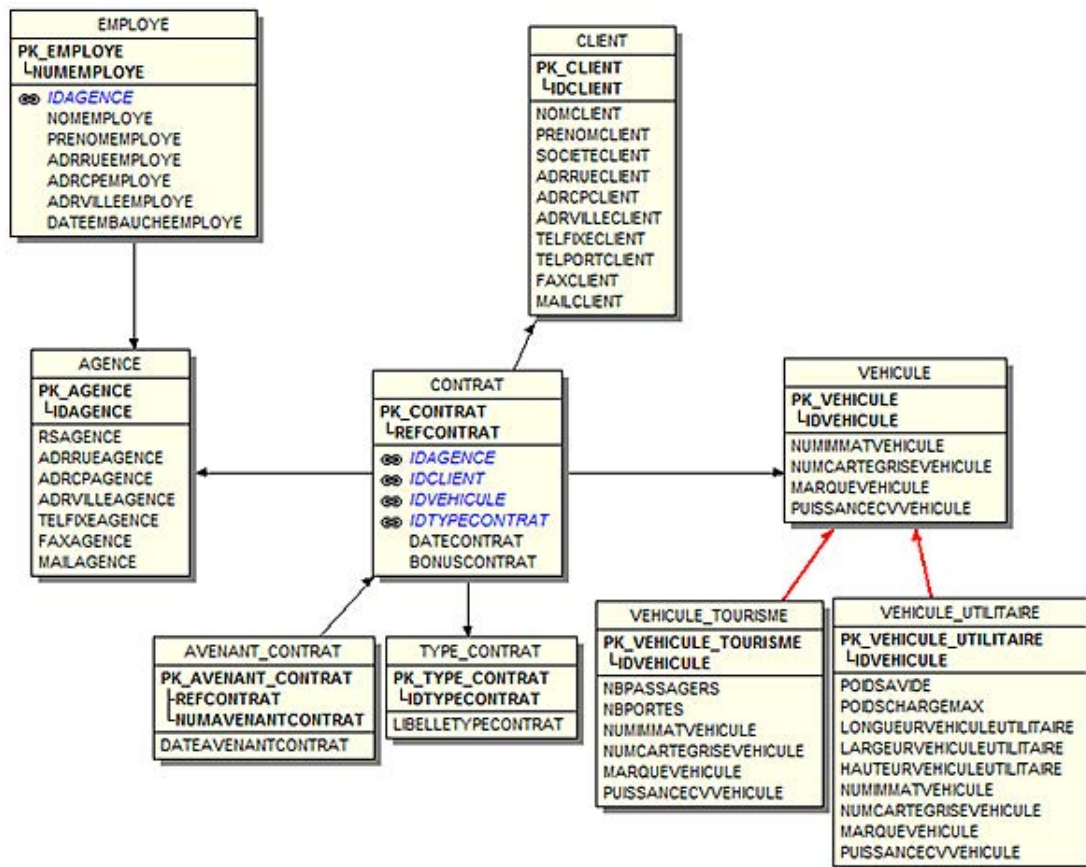 EMPLOYE
PK_EMPLOYE
NUMEMPLOYE
IDAGENCE
NOMEMPLOYE
PRENOMEMPLOYE
ADRRUEEMPLOYE
ADRCPEMPLOYE
ADRVILLEEMPLOYE
DATEEMBAUCHEEMPLOYE
CLIENT
PK_CLIENT
IDCLIENT
NOMCLIENT
PRENOMCLIENT
SOCIETECLIENT
ADRRUECLIENT
ADRCPCLIENT
ADRVILLECLIENT
TELFIXECLIENT
TELPORTCLIENT
FAXCLIENT
MAILCLIENT
AGENCE
PK_AGENCE
IDAGENCE
RSAGENCE
ADRRUEAGENCE
ADRCPAGENCE
ADRVILLEAGENCE
TELFIXEAGENCE
FAXAGENCE
MAILAGENCE
CONTRAT
PK_CONTRAT
REFCONTRAT
IDAGENCE
IDCLIENT
IDVEHICULE
IDTYPECONTRAT
DATECONTRAT
BONUSCONTRAT
VEHICULE
PK_VEHICULE
IDVEHICULE
NUMIMMATVEHICULE
NUMCARTEGRISEVEHICULE
MARQUEVEHICULE
PUISSANCECVVEHICULE
AVENANT_CONTRAT
PK_AVENANT_CONTRAT
REFCONTRAT
NUMAVENANTCONTRAT
DATEAVENANTCONTRAT
TYPE_CONTRAT
PK_TYPE_CONTRAT
IDTYPECONTRAT
LIBELLETYPECONTRAT
VEHICULE_TOURISME
PK_VEHICULE_TOURISME
IDVEHICULE
NBPASSAGERS
NBPORTES
NUMIMMATVEHICULE
NUMCARTEGRISEVEHICULE
MARQUEVEHICULE
PUISSANCECVVEHICULE
VEHICULE_UTILITAIRE
PK_VEHICULE_UTILITAIRE
IDVEHICULE
POIDSAVIDE
POIDSCHARGEMAX
LONGUEURVEHICULEUTILITAIRE
LARGEURVEHICULEUTILITAIRE
HAUTEURVEHICULEUTILITAIRE
NUMIMMATVEHICULE
NUMCARTEGRISEVEHICULE
MARQUEVEHICULE
PUISSANCECVVEHICULE